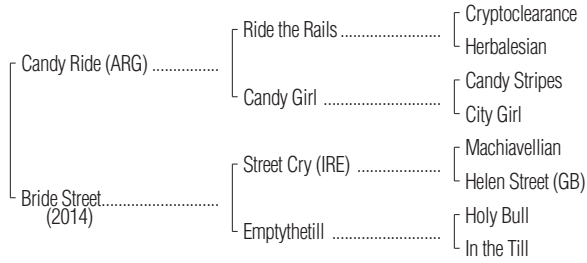 Cryptoclearance
Ride the Rails ....................
Herbalesian
Candy Ride (ARG) ................
Candy Stripes
Candy Girl ............................
City Girl
Machiavellian
Street Cry (IRE) ....................
Helen Street (GB)
Bride Street............................
(2014)
Holy Bull
Emptythetill ..........................
In the Till